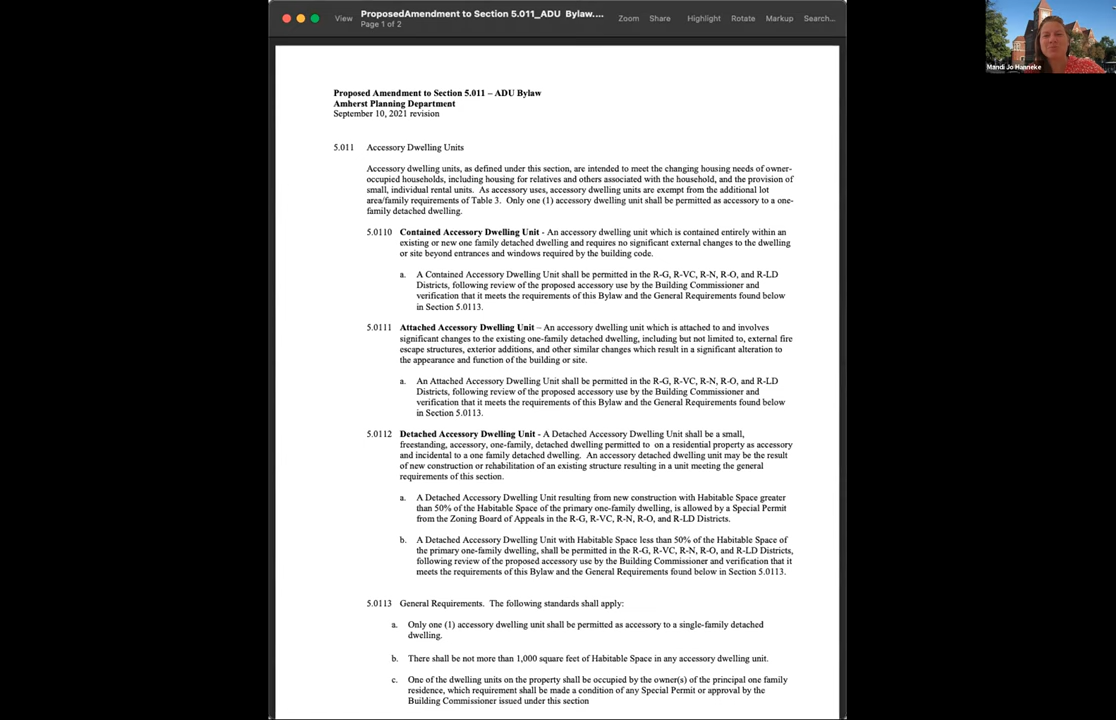 View
ProposedAmendment to Section 5.011_ADU Bylaw....
Page 1 of 2
Zoom Share Highlight Rotate Markup Search...
Mandi Jo Hanneke
Proposed Amendment to Section 5.011 – ADU Bylaw
Amherst Planning Department
September 10, 2021 revision
5.011 Accessory Dwelling Units
Accessory dwelling units, as defined under this section, are intended to meet the changing housing needs of owner-
occupied households, including housing for relatives and others associated with the household, and the provision of
small, individual rental units. As accessory uses, accessory dwelling units are exempt from the additional lot
area/family requirements of Table 3. Only one (1) accessory dwelling unit shall be permitted as accessory to a one-
family detached dwelling.
5.0110 Contained Accessory Dwelling Unit - An accessory dwelling unit which is contained entirely within an
existing or new one family detached dwelling and requires no significant external changes to the dwelling
or site beyond entrances and windows required by the building code.
a. A Contained Accessory Dwelling Unit shall be permitted in the R-G, R-VC, R-N, R-O, and R-LD
Districts, following review of the proposed accessory use by the Building Commissioner and
verification that it meets the requirements of this Bylaw and the General Requirements found below
in Section 5.0113.
5.0111 Attached Accessory Dwelling Unit – An accessory dwelling unit which is attached to and involves
significant changes to the existing one-family detached dwelling, including but not limited to, external fire
escape structures, exterior additions, and other similar changes which result in a significant alteration to
the appearance and function of the building or site.
a. An Attached Accessory Dwelling Unit shall be permitted in the R-G, R-VC, R-N, R-O, and R-LD
Districts, following review of the proposed accessory use by the Building Commissioner and
verification that it meets the requirements of this Bylaw and the General Requirements found below
in Section 5.0113.
5.0112 Detached Accessory Dwelling Unit - A Detached Accessory Dwelling Unit shall be a small,
freestanding, accessory, one-family, detached dwelling permitted to on a residential property as accessory
and incidental to a one family detached dwelling. An accessory detached dwelling unit may be the result
of new construction or rehabilitation of an existing structure resulting in a unit meeting the general
requirements of this section.
a. A Detached Accessory Dwelling Unit resulting from new construction with Habitable Space greater
than 50% of the Habitable Space of the primary one-family dwelling, is allowed by a Special Permit
from the Zoning Board of Appeals in the R-G, R-VC, R-N, R-O, and R-LD Districts.
b. A Detached Accessory Dwelling Unit with Habitable Space less than 50% of the Habitable Space of
the primary one-family dwelling, shall be permitted in the R-G, R-VC, R-N, R-O, and R-LD Districts,
following review of the proposed accessory use by the Building Commissioner and verification that it
meets the requirements of this Bylaw and the General Requirements found below in Section 5.0113.
5.0113 General Requirements. The following standards shall apply:
a. Only one (1) accessory dwelling unit shall be permitted as accessory to a single-family detached
dwelling.
b. There shall be not more than 1,000 square feet of Habitable Space in any accessory dwelling unit.
c. One of the dwelling units on the property shall be occupied by the owner(s) of the principal one family
residence, which requirement shall be made a condition of any Special Permit or approval by the
Building Commissioner issued under this section